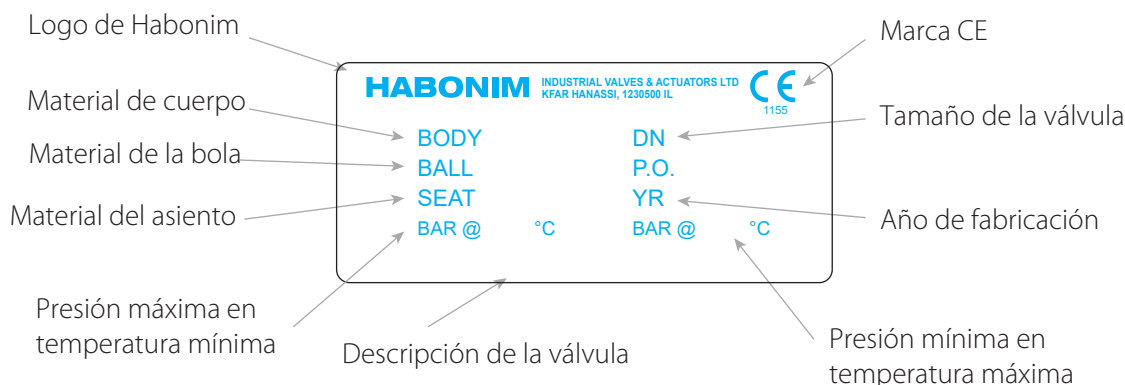 Logo de Habonim
Marca CE
HABONIM
INDUSTRIAL VALVES & ACTUATORS LTD
KFAR HANASSI, 1230500 IL
CE
1155
Material de cuerpo
BODY
DN
Tamaño de la válvula
Material de la bola
BALL
P.O.
Material del asiento
SEAT
YR
Año de fabricación
BAR @ °C
BAR @ °C
Presión máxima en
temperatura mínima
Descripción de la válvula
Presión mínima en
temperatura máxima